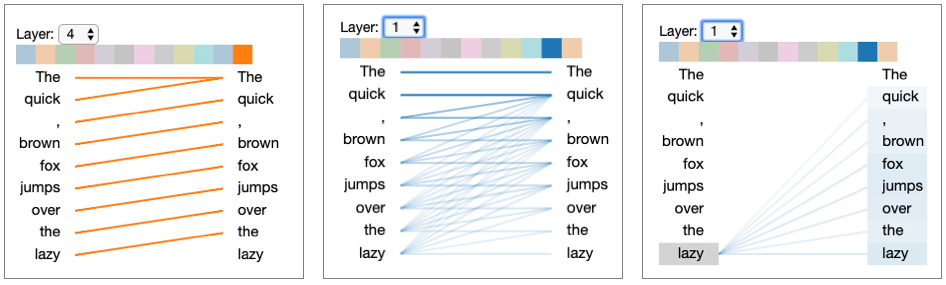 Layer: 4
The The
quick quick
, ,
brown brown
fox fox
jumps jumps
over over
the the
lazy lazy
Layer: 1
The The
quick quick
, ,
brown brown
fox fox
jumps jumps
over over
the the
lazy lazy
Layer: 1
The The
quick quick
, ,
brown brown
fox fox
jumps jumps
over over
the the
lazy lazy